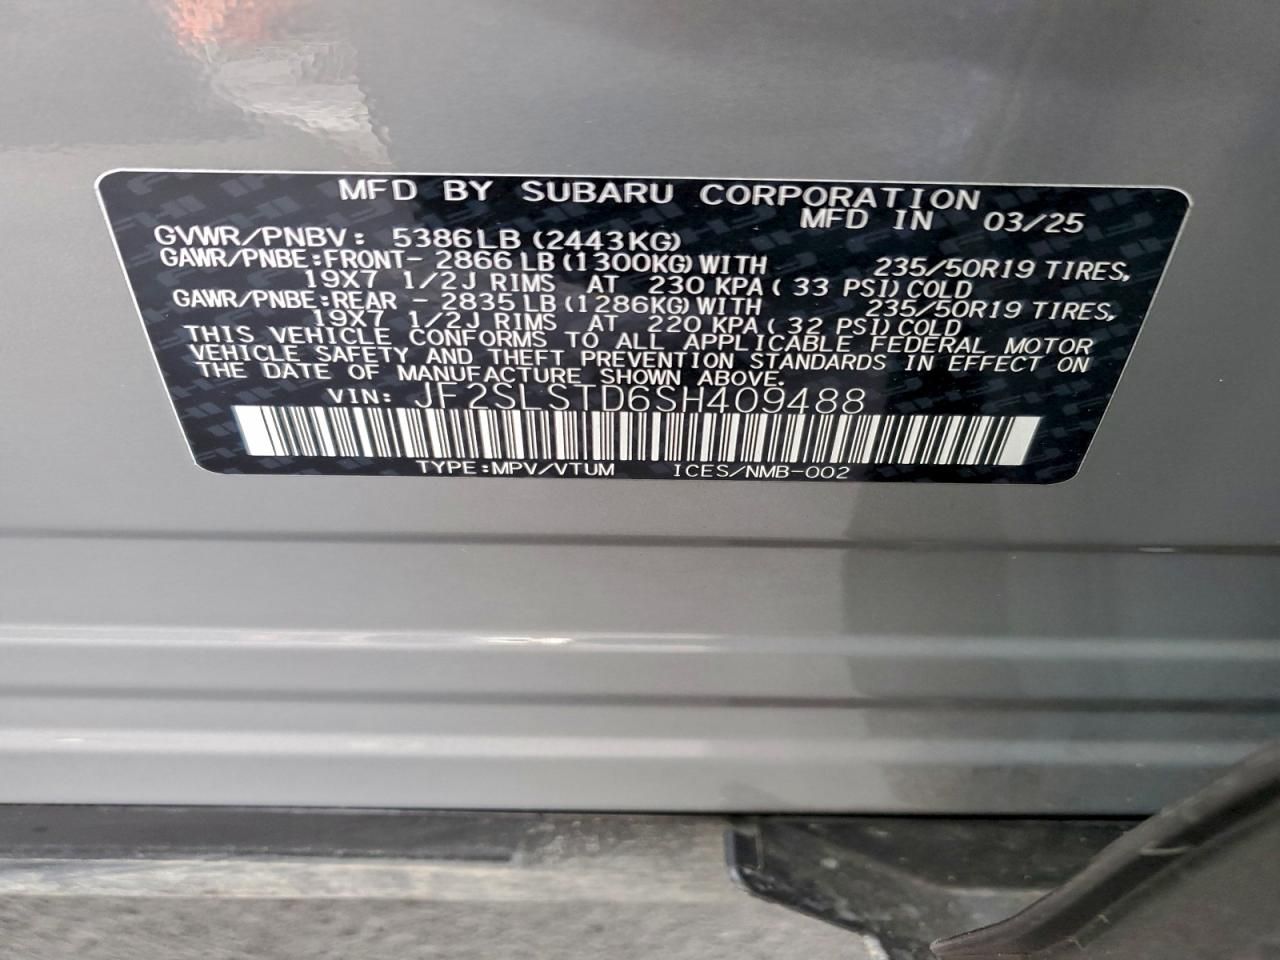 MFD BY SUBARU CORPORATION
MFD IN 03/25
GVWR/PNBV: 5386LB (2443KG)
GAWR/PNBE:FRONT- 2866LB(1300KG)WITH 235/50R19 TIRES,
19X7 1/2J RIMS AT 230 KPA( 33 PSI)COLD
GAWR/PNBE:REAR - 2835LB(1286KG)WITH 235/50R19 TIRES,
19X7 1/2J RIMS AT 220 KPA( 32 PSI)COLD
THIS VEHICLE CONFORMS TO ALL APPLICABLE FEDERAL MOTOR
VEHICLE SAFETY AND THEFT PREVENTION STANDARDS IN EFFECT ON
THE DATE OF MANUFACTURE SHOWN ABOVE.
VIN: JF2SLSTD6SH409488
TYPE:MPV/VTUM ICES/NMB-002